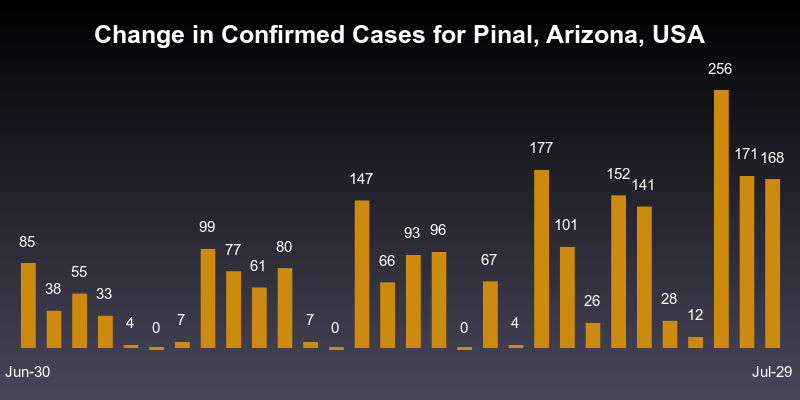 Change in Confirmed Cases for Pinal, Arizona, USA
85 38 55 33 4 0 7 99 77 61 80 7 0 147 66 93 96 0 67 4 177 101 26 152 141 28 12 256 171 168
Jun-30 Jul-29